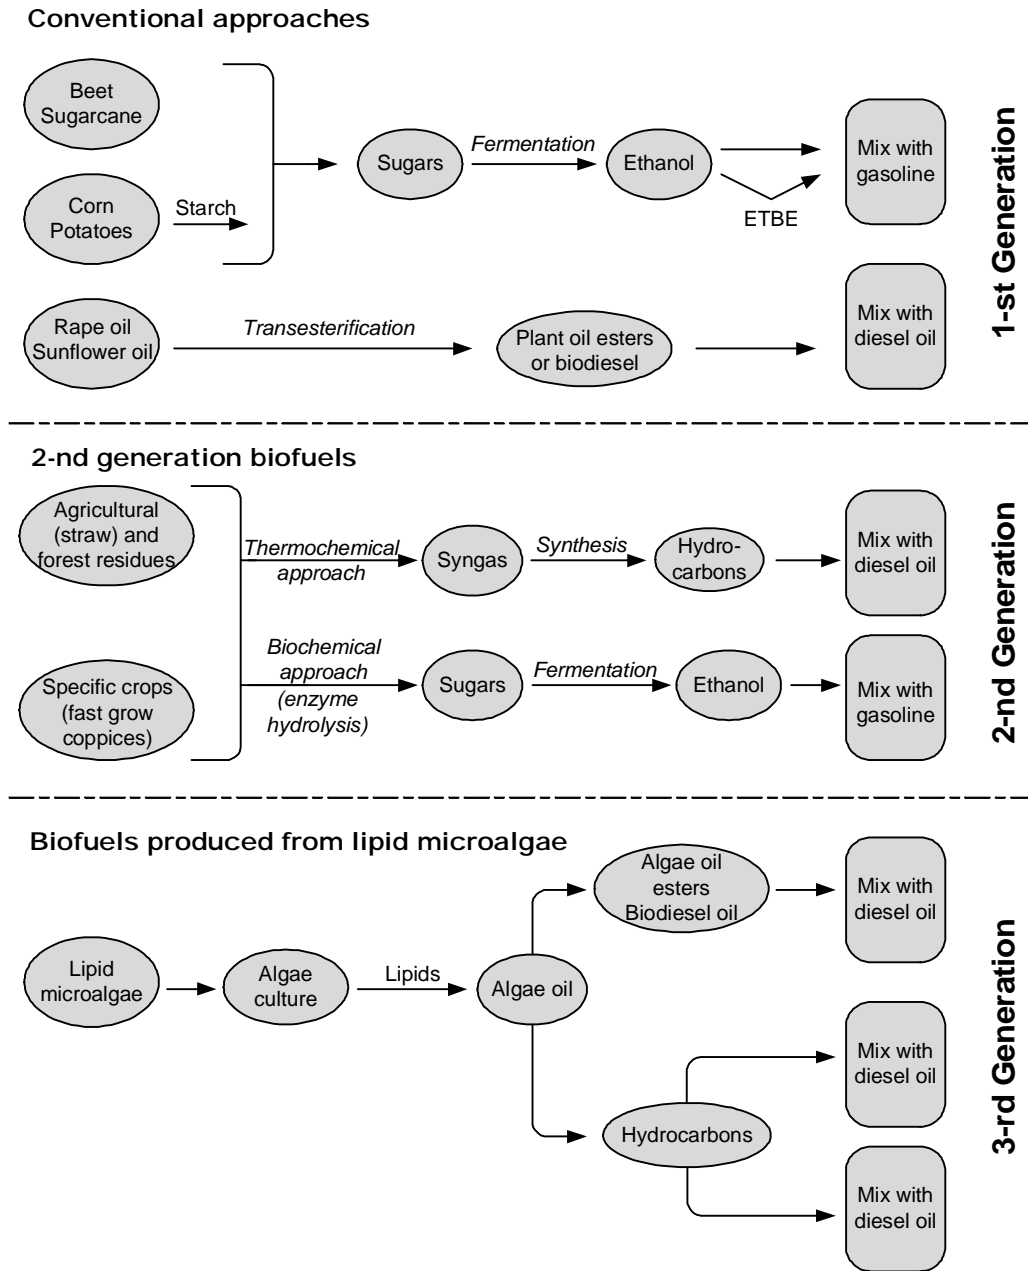 Conventional approaches
Beet
Sugarcane
Corn
Potatoes
Starch
Sugars
Fermentation
Ethanol
ETBE
Mix with
gasoline
Rape oil
Sunflower oil
Transesterification
Plant oil esters
or biodiesel
Mix with
diesel oil
1-st Generation
2-nd generation biofuels
Agricultural
(straw) and
forest residues
Specific crops
(fast grow
coppices)
Thermochemical
approach
Syngas
Synthesis
Hydro-
carbons
Mix with
diesel oil
Biochemical
approach
(enzyme
hydrolysis)
Sugars
Fermentation
Ethanol
Mix with
gasoline
2-nd Generation
Biofuels produced from lipid microalgae
Lipid
microalgae
Algae
culture
Lipids
Algae oil
Algae oil
esters
Biodiesel oil
Mix with
diesel oil
Hydrocarbons
Mix with
diesel oil
Mix with
diesel oil
3-rd Generation